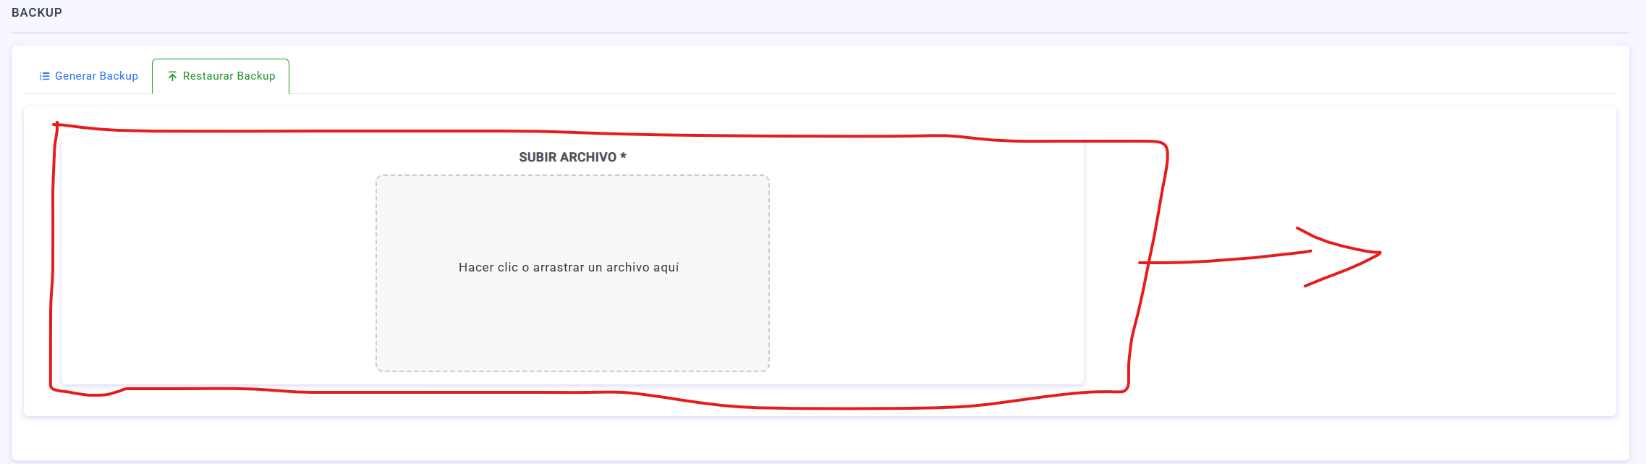 BACKUP
Generar Backup
Restaurar Backup
SUBIR ARCHIVO *
Hacer clic o arrastrar un archivo aquí